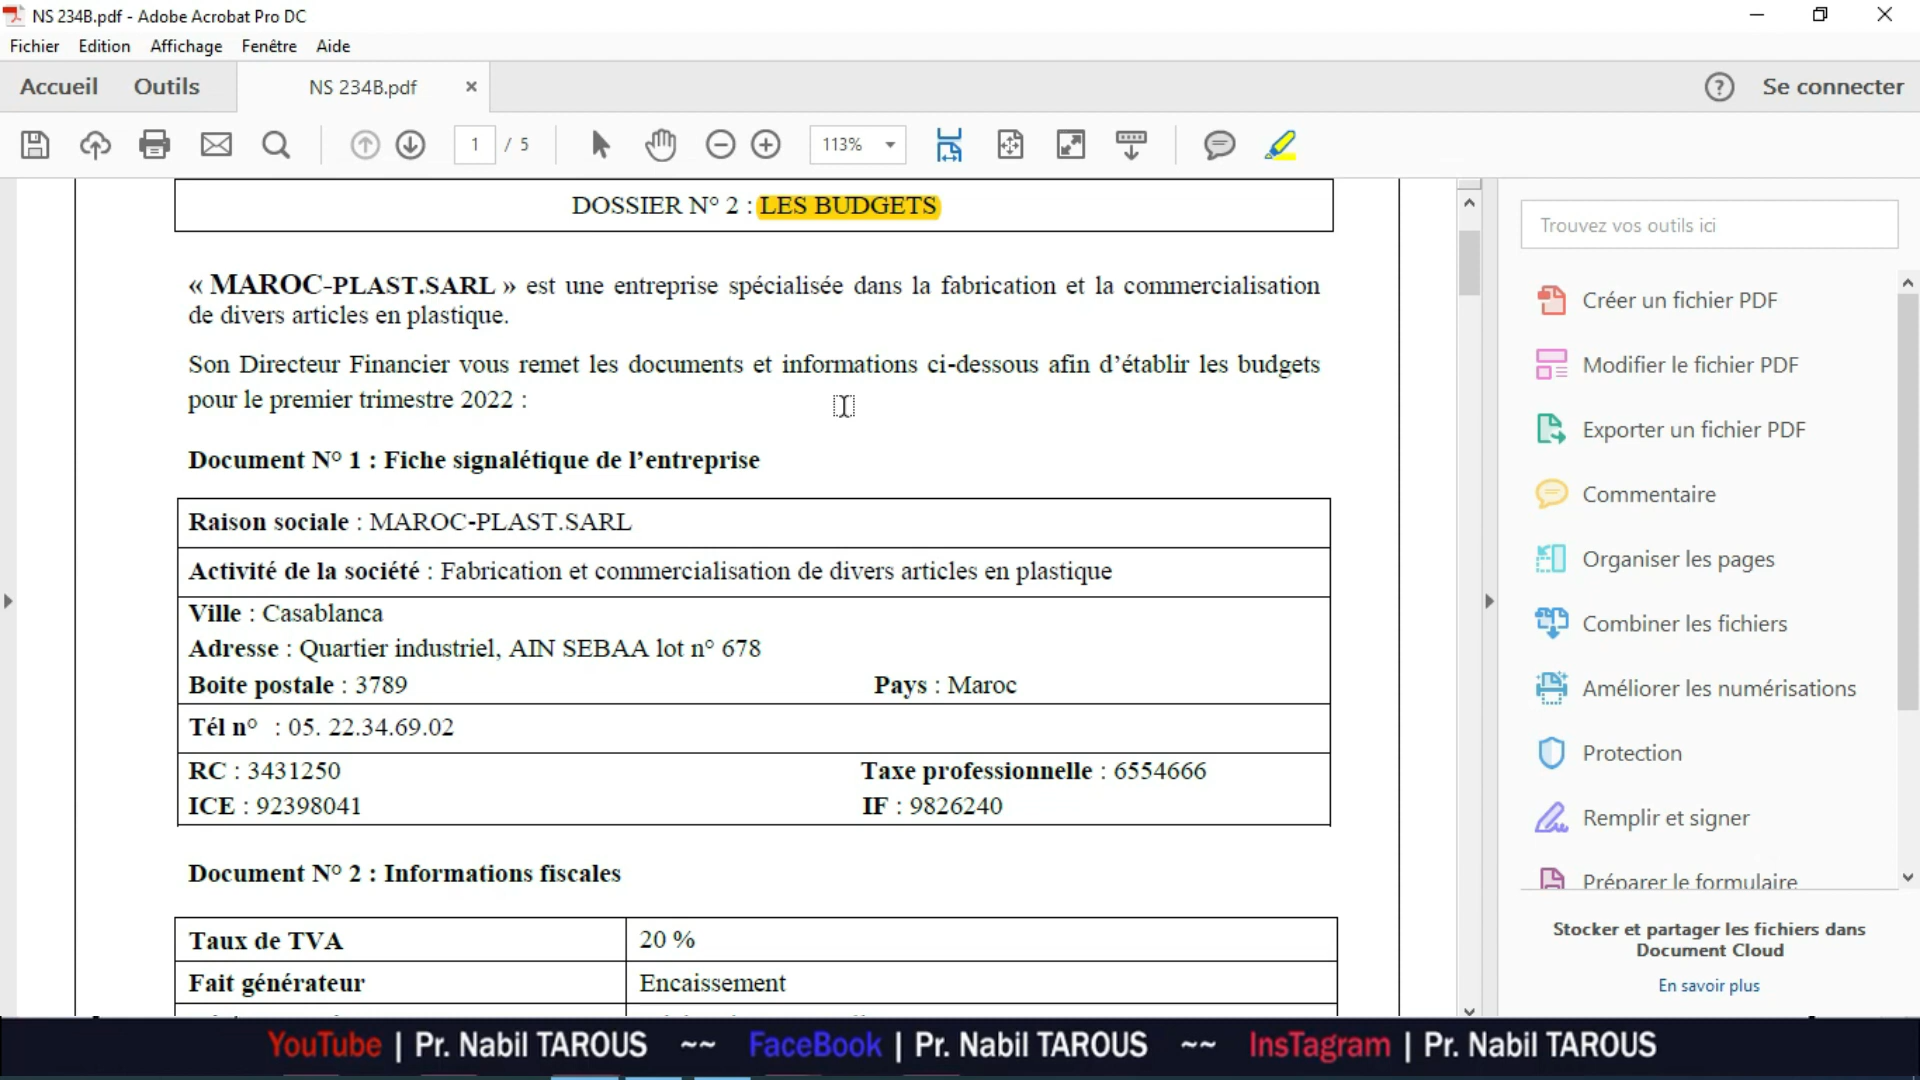 NS 234B.pdf - Adobe Acrobat Pro DC
Fichier Edition Affichage Fenêtre Aide
Accueil Outils NS 234B.pdf × ? Se connecter
1 / 5 113%
DOSSIER N° 2 : LES BUDGETS
« MAROC-PLAST.SARL » est une entreprise spécialisée dans la fabrication et la commercialisation
de divers articles en plastique.
Son Directeur Financier vous remet les documents et informations ci-dessous afin d’établir les budgets
pour le premier trimestre 2022 :
Document N° 1 : Fiche signalétique de l’entreprise
Raison sociale : MAROC-PLAST.SARL
Activité de la société : Fabrication et commercialisation de divers articles en plastique
Ville : Casablanca
Adresse : Quartier industriel, AIN SEBAA lot n° 678
Boite postale : 3789 Pays : Maroc
Tél n° : 05. 22.34.69.02
RC : 3431250 Taxe professionnelle : 6554666
ICE : 92398041 IF : 9826240
Document N° 2 : Informations fiscales
Taux de TVA 20 %
Fait générateur Encaissement
Trouvez vos outils ici
Créer un fichier PDF
Modifier le fichier PDF
Exporter un fichier PDF
Commentaire
Organiser les pages
Combiner les fichiers
Améliorer les numérisations
Protection
Remplir et signer
Préparer le formulaire
Stocker et partager les fichiers dans
Document Cloud
En savoir plus
YouTube | Pr. Nabil TAROUS ~~ FaceBook | Pr. Nabil TAROUS ~~ InsTagram | Pr. Nabil TAROUS